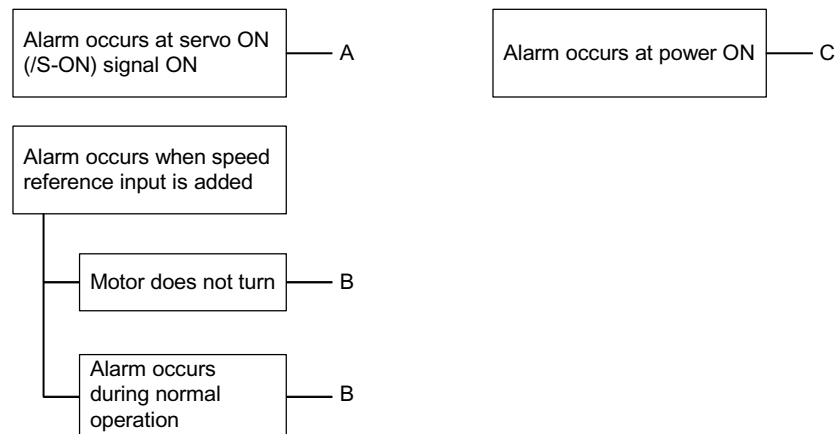 Alarm occurs at servo ON
(/S-ON) signal ON
A
Alarm occurs at power ON
C
Alarm occurs when speed
reference input is added
Motor does not turn
B
Alarm occurs
during normal
operation
B